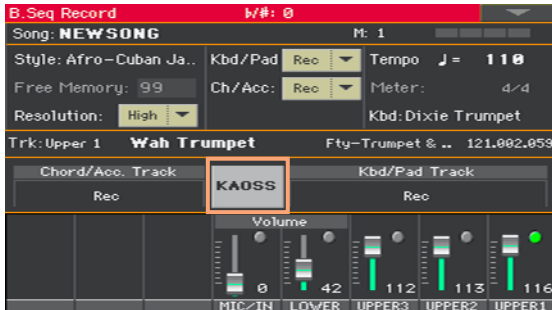 B.Seq Record b/#: 0
Song: NEWSONG M: 1
Style: Afro-Cuban Ja.. Kbd/Pad Rec Tempo ♩= 110
Free Memory: 99 Ch/Acc: Rec Meter: 4/4
Resolution: High Kbd: Dixie Trumpet
Trk: Upper 1 Wah Trumpet Fty-Trumpet & .. 121.002.059
Chord/Acc. Track KAOSS Kbd/Pad Track
Rec Rec
Volume
0 42 112 113 116
MIC/IN LOWER UPPER3 UPPER2 UPPER1